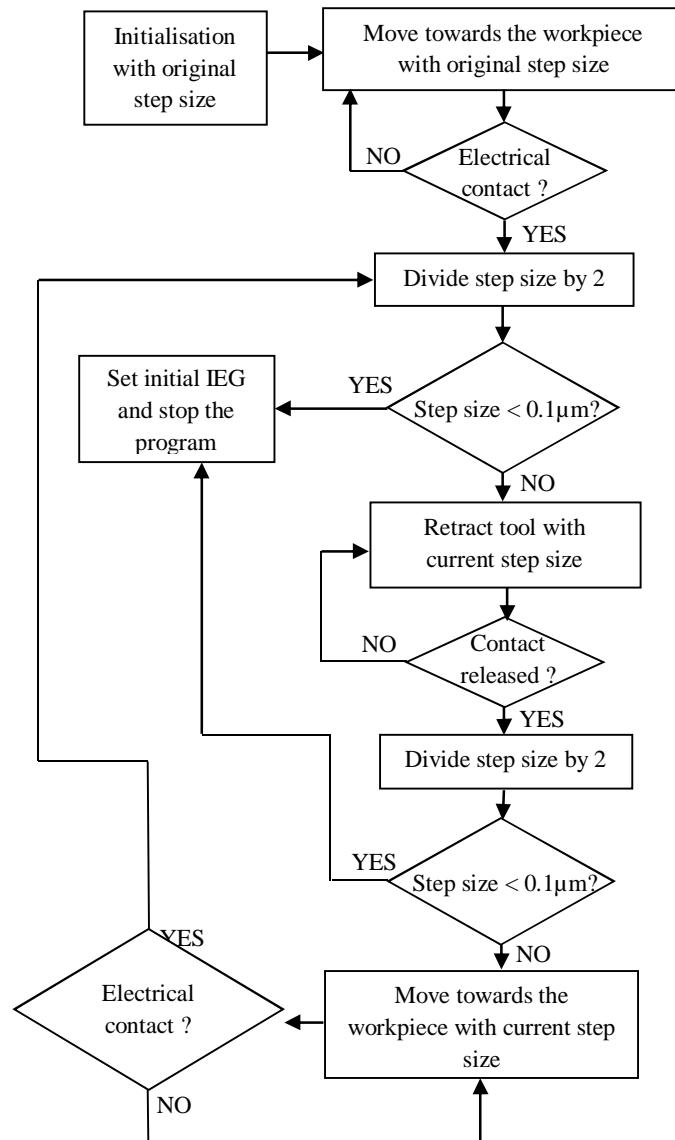 Initialisation
with original
step size
Move towards the workpiece
with original step size
NO
Electrical
contact ?
YES
Divide step size by 2
Set initial IEG
and stop the
program
YES
Step size < 0.1µm?
NO
Retract tool with
current step size
NO
Contact
released ?
YES
Divide step size by 2
YES
Step size < 0.1µm?
NO
YES
Electrical
contact ?
Move towards the
workpiece with current step
size
NO